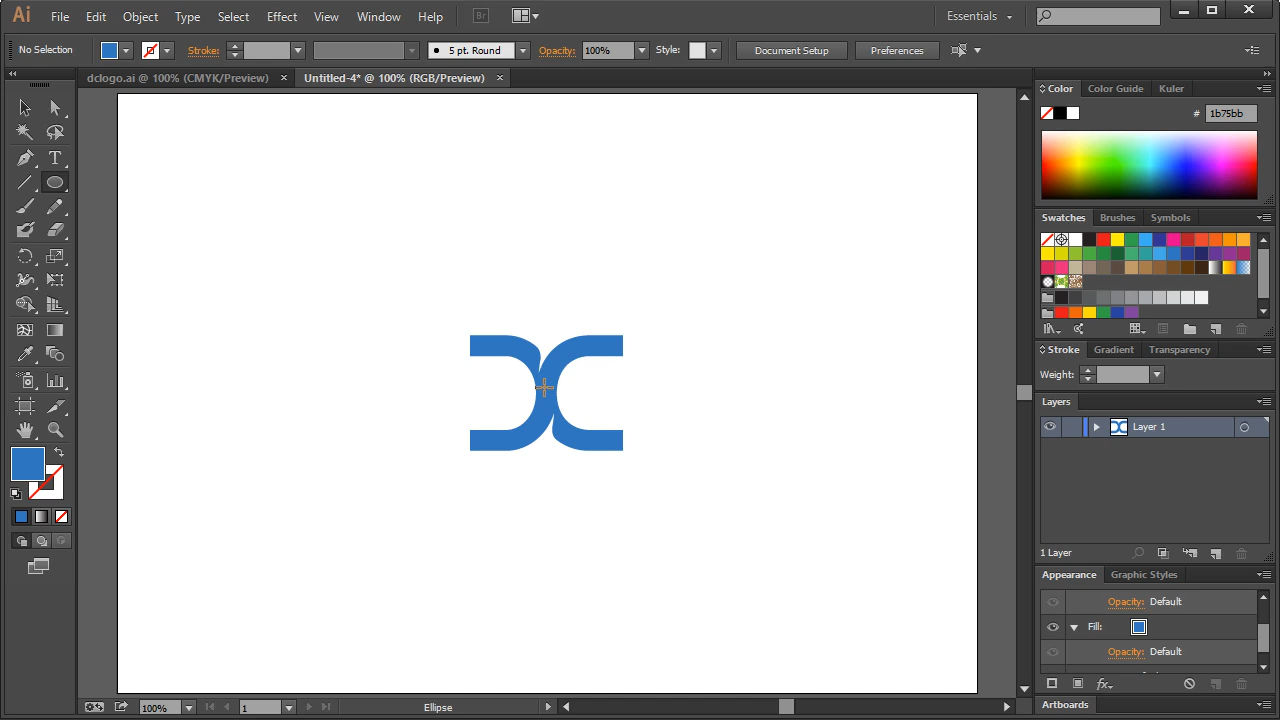 Ai File Edit Object Type Select Effect View Window Help Br Essentials
No Selection Stroke: 5 pt. Round Opacity: 100% Style: Document Setup Preferences
dclogo.ai @ 100% (CMYK/Preview) Untitled-4* @ 100% (RGB/Preview)
Color Color Guide Kuler
# 1b75bb
Swatches Brushes Symbols
Stroke Gradient Transparency
Weight:
Layers
Layer 1
1 Layer
Appearance Graphic Styles
Opacity: Default
Fill:
Opacity: Default
fx
Artboards
100% 1 Ellipse